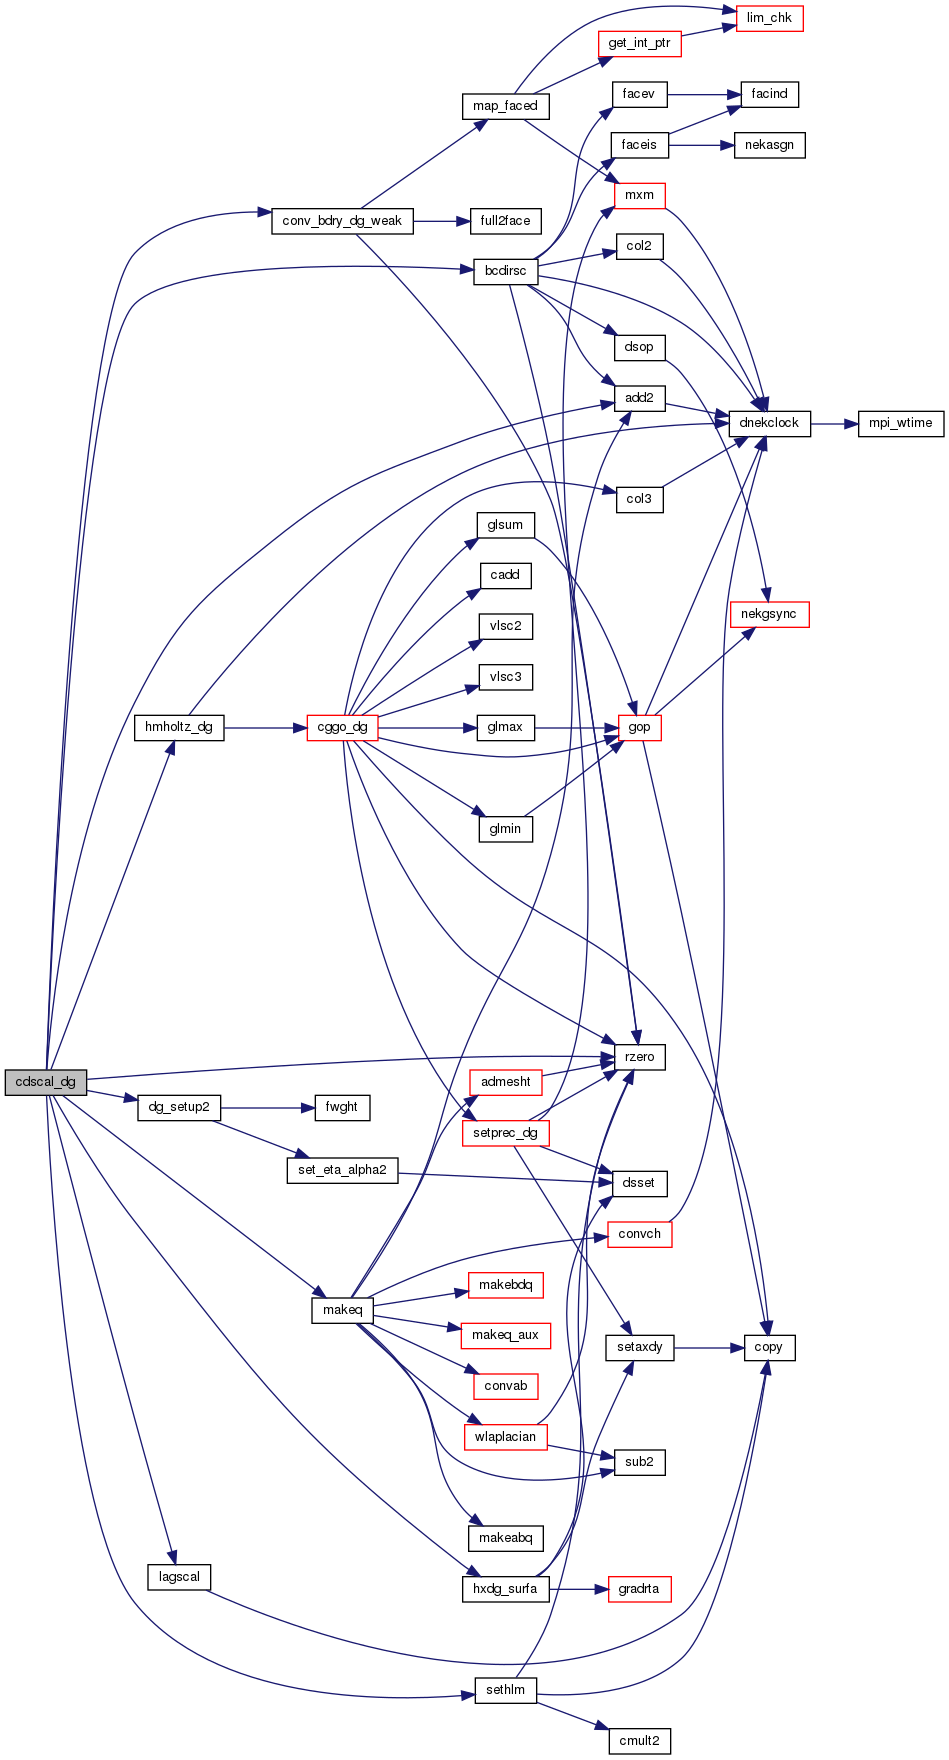 lim_chk
get_int_ptr
facev
facind
map_faced
faceis
nekasgn
mxm
conv_bdry_dg_weak
full2face
col2
bcdirsc
dsop
add2
dnekclock
mpi_wtime
col3
glsum
cadd
nekgsync
vlsc2
vlsc3
hmholtz_dg
cggo_dg
glmax
gop
glmin
rzero
cdscal_dg
admesht
dg_setup2
fwght
setprec_dg
set_eta_alpha2
dsset
convch
makebdq
makeq
makeq_aux
setaxdy
copy
convab
wlaplacian
sub2
makeabq
lagscal
hxdg_surfa
gradrta
sethlm
cmult2